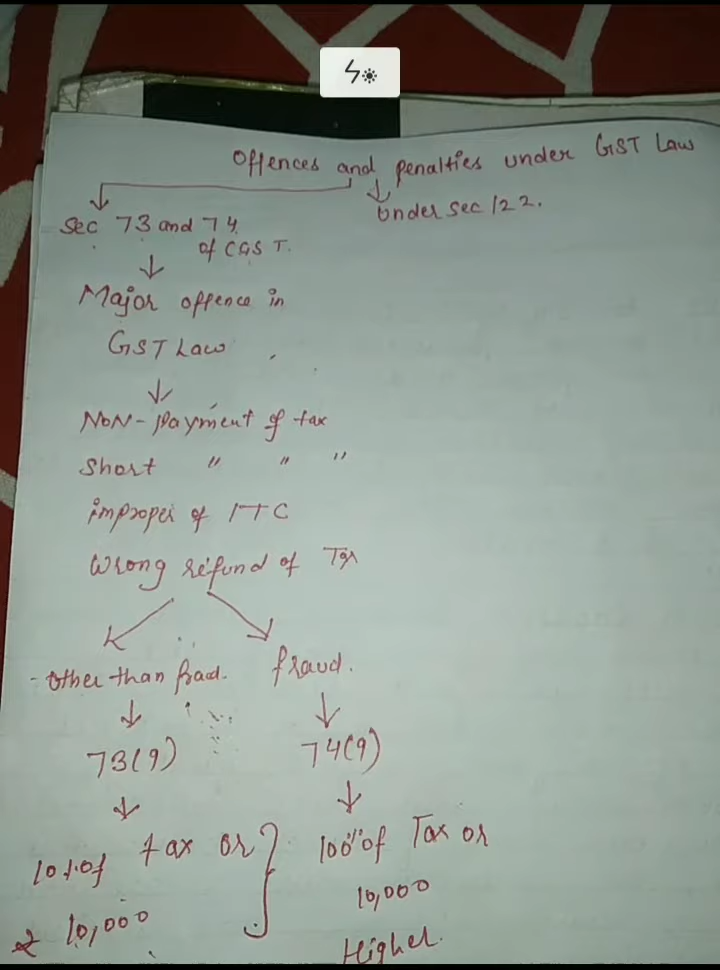 Offences and penalties under GST Law
Sec 73 and 74
of CGST.
Under sec 122.
Major offence in
GST Law
Non-payment of tax
Short " " "
improper of ITC
Wrong refund of Tax
- Other than frad.
fraud.
73(9)
74(9)
10% of tax or
₹ 10,000
100% of Tax or
10,000
Higher.